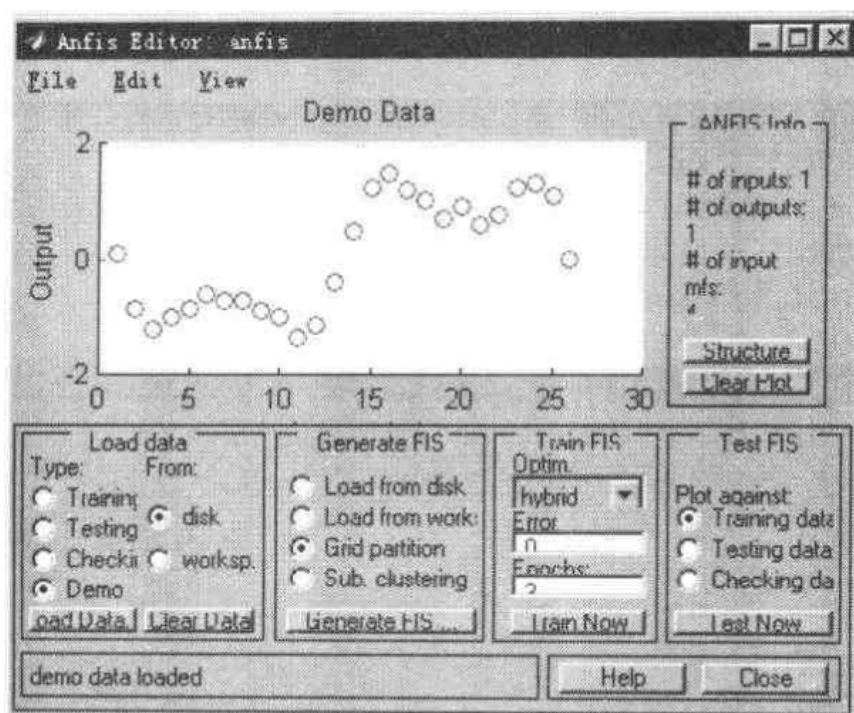 Anfis Editor: anfis
File Edit View
Demo Data
2
0
-2
Output
0 5 10 15 20 25 30
ANFIS Info
# of inputs: 1
# of outputs:
1
# of input
mfs:
Structure
Clear Plot
Load data
Type: From:
Training
Testing
disk
Checki
worksp.
Demo
oad Data. Clear Data
Generate FIS
Load from disk
Load from works
Grid partition
Sub. clustering
Generate FIS ...
Train FIS
Optim.
hybrid
Error
0
Epochs:
3
Train Now
Test FIS
Plot against:
Training data
Testing data
Checking da
Test Now
demo data loaded
Help Close